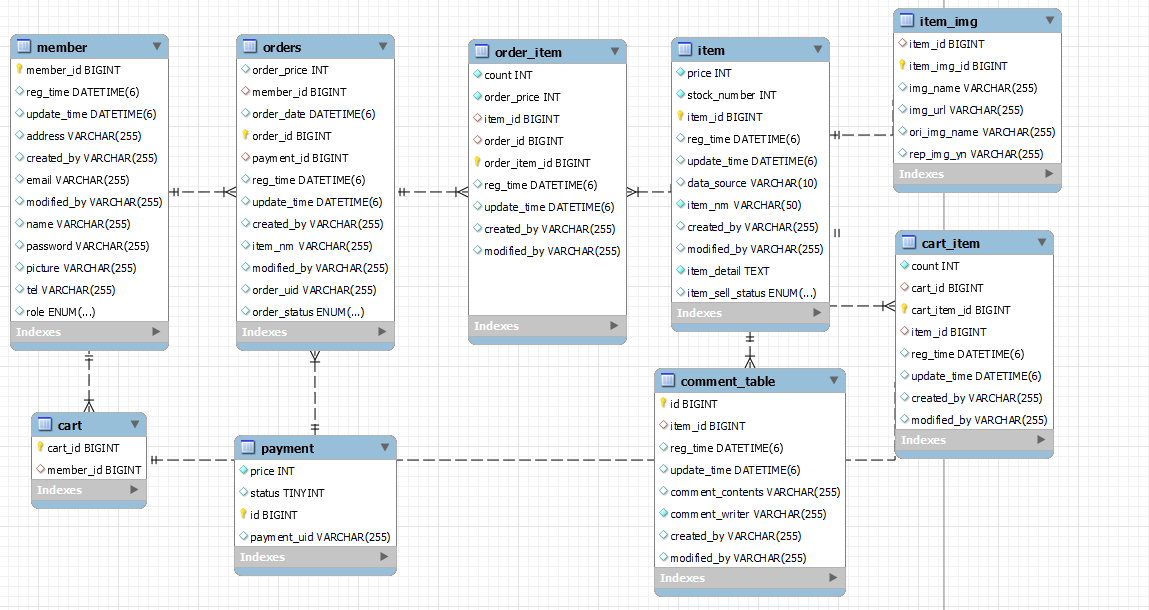 member
member_id BIGINT
reg_time DATETIME(6)
update_time DATETIME(6)
address VARCHAR(255)
created_by VARCHAR(255)
email VARCHAR(255)
modified_by VARCHAR(255)
name VARCHAR(255)
password VARCHAR(255)
picture VARCHAR(255)
tel VARCHAR(255)
role ENUM(...)
Indexes
orders
order_price INT
member_id BIGINT
order_date DATETIME(6)
order_id BIGINT
payment_id BIGINT
reg_time DATETIME(6)
update_time DATETIME(6)
created_by VARCHAR(255)
item_nm VARCHAR(255)
modified_by VARCHAR(255)
order_uid VARCHAR(255)
order_status ENUM(...)
Indexes
order_item
count INT
order_price INT
item_id BIGINT
order_id BIGINT
order_item_id BIGINT
reg_time DATETIME(6)
update_time DATETIME(6)
created_by VARCHAR(255)
modified_by VARCHAR(255)
Indexes
item
price INT
stock_number INT
item_id BIGINT
reg_time DATETIME(6)
update_time DATETIME(6)
data_source VARCHAR(10)
item_nm VARCHAR(50)
created_by VARCHAR(255)
modified_by VARCHAR(255)
item_detail TEXT
item_sell_status ENUM(...)
Indexes
item_img
item_id BIGINT
item_img_id BIGINT
img_name VARCHAR(255)
img_url VARCHAR(255)
ori_img_name VARCHAR(255)
rep_img_yn VARCHAR(255)
Indexes
cart_item
count INT
cart_id BIGINT
cart_item_id BIGINT
item_id BIGINT
reg_time DATETIME(6)
update_time DATETIME(6)
created_by VARCHAR(255)
modified_by VARCHAR(255)
Indexes
cart
cart_id BIGINT
member_id BIGINT
Indexes
payment
price INT
status TINYINT
id BIGINT
payment_uid VARCHAR(255)
Indexes
comment_table
id BIGINT
item_id BIGINT
reg_time DATETIME(6)
update_time DATETIME(6)
comment_contents VARCHAR(255)
comment_writer VARCHAR(255)
created_by VARCHAR(255)
modified_by VARCHAR(255)
Indexes